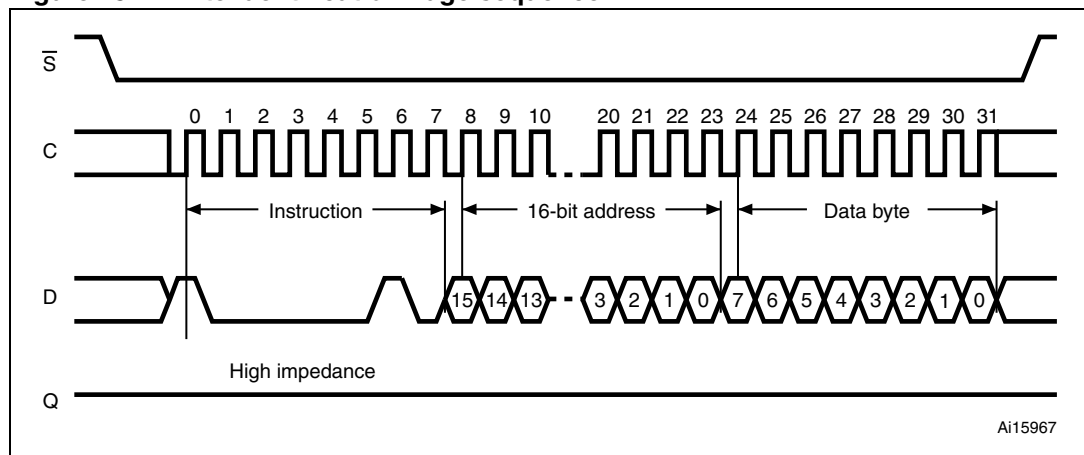 S
0 1 2 3 4 5 6 7 8 9 10 20 21 22 23 24 25 26 27 28 29 30 31
C
Instruction 16-bit address Data byte
D
15 14 13 3 2 1 0 7 6 5 4 3 2 1 0
High impedance
Q
Ai15967